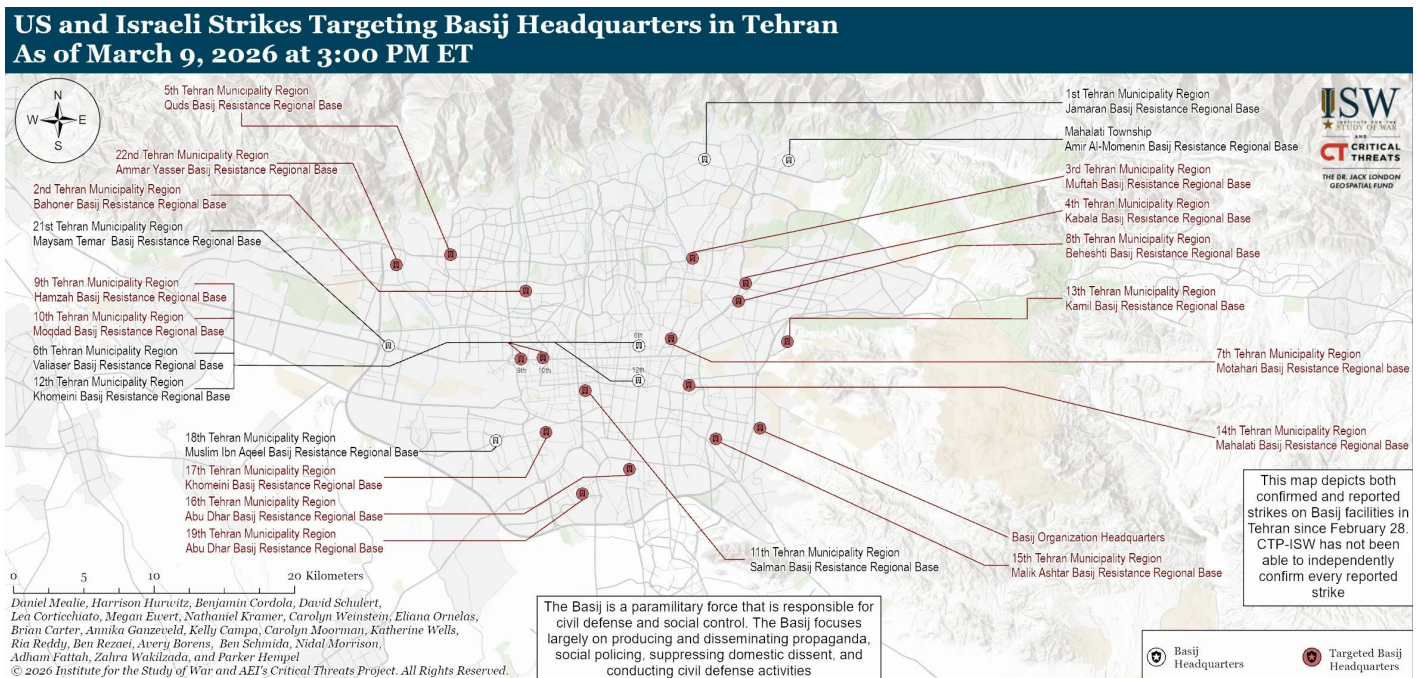 US and Israeli Strikes Targeting Basij Headquarters in Tehran
As of March 9, 2026 at 3:00 PM ET
N
W
E
S
5th Tehran Municipality Region
Quds Basij Resistance Regional Base
22nd Tehran Municipality Region
Ammar Yasser Basij Resistance Regional Base
2nd Tehran Municipality Region
Bahoner Basij Resistance Regional Base
21st Tehran Municipality Region
Maysam Temar Basij Resistance Regional Base
9th Tehran Municipality Region
Hamzah Basij Resistance Regional Base
10th Tehran Municipality Region
Moqdad Basij Resistance Regional Base
6th Tehran Municipality Region
Valiaser Basij Resistance Regional Base
12th Tehran Municipality Region
Khomeini Basij Resistance Regional Base
18th Tehran Municipality Region
Muslim Ibn Aqeel Basij Resistance Regional Base
17th Tehran Municipality Region
Khomeini Basij Resistance Regional Base
16th Tehran Municipality Region
Abu Dhar Basij Resistance Regional Base
19th Tehran Municipality Region
Abu Dhar Basij Resistance Regional Base
6th
9th
10th
12th
1st Tehran Municipality Region
Jamaran Basij Resistance Regional Base
Mahalati Township
Amir Al-Momenin Basij Resistance Regional Base
3rd Tehran Municipality Region
Muftah Basij Resistance Regional Base
4th Tehran Municipality Region
Kabala Basij Resistance Regional Base
8th Tehran Municipality Region
Beheshti Basij Resistance Regional Base
13th Tehran Municipality Region
Kamil Basij Resistance Regional Base
7th Tehran Municipality Region
Motahari Basij Resistance Regional base
14th Tehran Municipality Region
Mahalati Basij Resistance Regional Base
Basij Organization Headquarters
15th Tehran Municipality Region
Malik Ashtar Basij Resistance Regional Base
11th Tehran Municipality Region
Salman Basij Resistance Regional Base
ISW
INSTITUTE FOR THE
STUDY OF WAR
AND
CT CRITICAL
THREATS
THE DR. JACK LONDON
GEOSPATIAL FUND
This map depicts both
confirmed and reported
strikes on Basij facilities in
Tehran since February 28.
CTP-ISW has not been
able to independently
confirm every reported
strike
0 5 10 20 Kilometers
Daniel Mealie, Harrison Hurwitz, Benjamin Cordola, David Schulert,
Lea Corticchiato, Megan Ewert, Nathaniel Kramer, Carolyn Weinstein, Eliana Ornelas,
Brian Carter, Annika Ganzeveld, Kelly Campa, Carolyn Moorman, Katherine Wells,
Ria Reddy, Ben Rezaei, Avery Borens, Ben Schmida, Nidal Morrison,
Adham Fattah, Zahra Wakilzada, and Parker Hempel
© 2026 Institute for the Study of War and AEI's Critical Threats Project. All Rights Reserved.
The Basij is a paramilitary force that is responsible for
civil defense and social control. The Basij focuses
largely on producing and disseminating propaganda,
social policing, suppressing domestic dissent, and
conducting civil defense activities
Basij
Headquarters
Targeted Basij
Headquarters